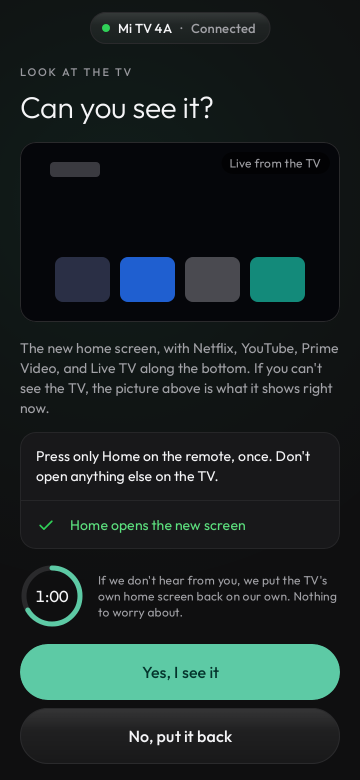 Mi TV 4A · Connected
LOOK AT THE TV
Can you see it?
Live from the TV
The new home screen, with Netflix, YouTube, Prime
Video, and Live TV along the bottom. If you can't
see the TV, the picture above is what it shows right
now.
Press only Home on the remote, once. Don't
open anything else on the TV.
Home opens the new screen
1:00
If we don't hear from you, we put the TV's
own home screen back on our own. Nothing
to worry about.
Yes, I see it
No, put it back